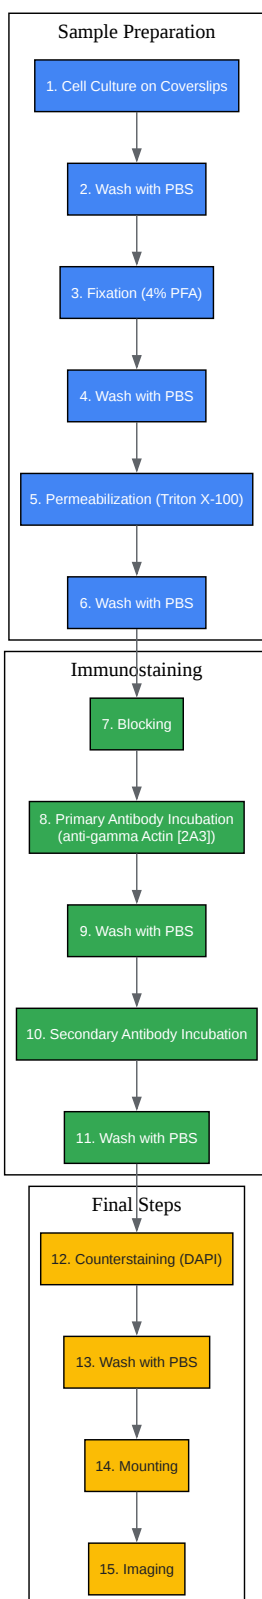 Sample Preparation
1. Cell Culture on Coverslips
2. Wash with PBS
3. Fixation (4% PFA)
4. Wash with PBS
5. Permeabilization (Triton X-100)
6. Wash with PBS
Immunostaining
7. Blocking
8. Primary Antibody Incubation
(anti-gamma Actin [2A3])
9. Wash with PBS
10. Secondary Antibody Incubation
11. Wash with PBS
Final Steps
12. Counterstaining (DAPI)
13. Wash with PBS
14. Mounting
15. Imaging